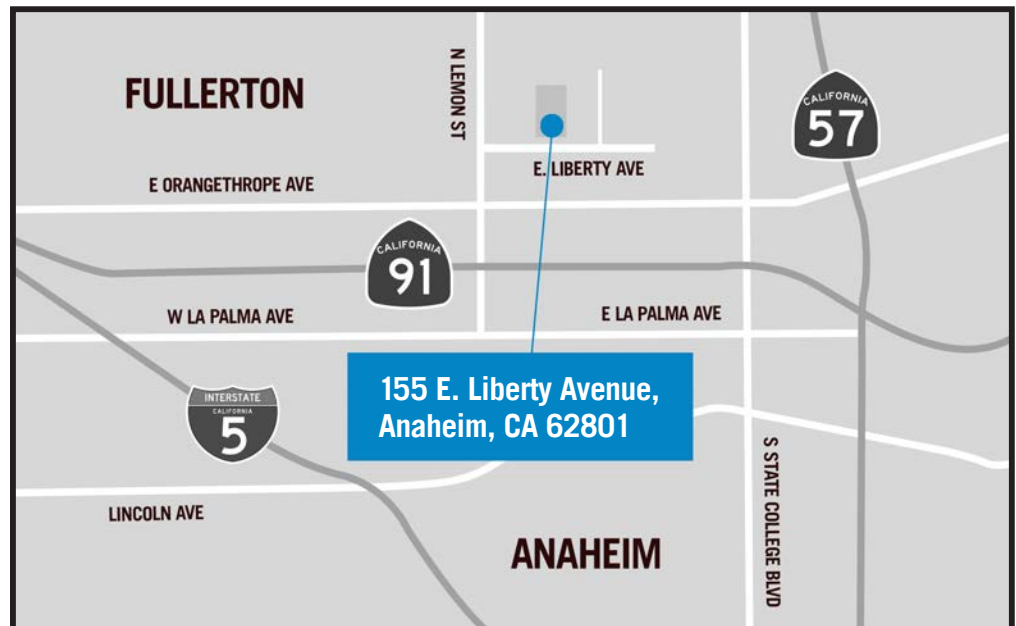 FULLERTON
N LEMON ST
CALIFORNIA
57
E. LIBERTY AVE
E ORANGETHROPE AVE
CALIFORNIA
91
W LA PALMA AVE
E LA PALMA AVE
155 E. Liberty Avenue,
Anaheim, CA 62801
INTERSTATE
CALIFORNIA
5
S STATE COLLEGE BLVD
LINCOLN AVE
ANAHEIM